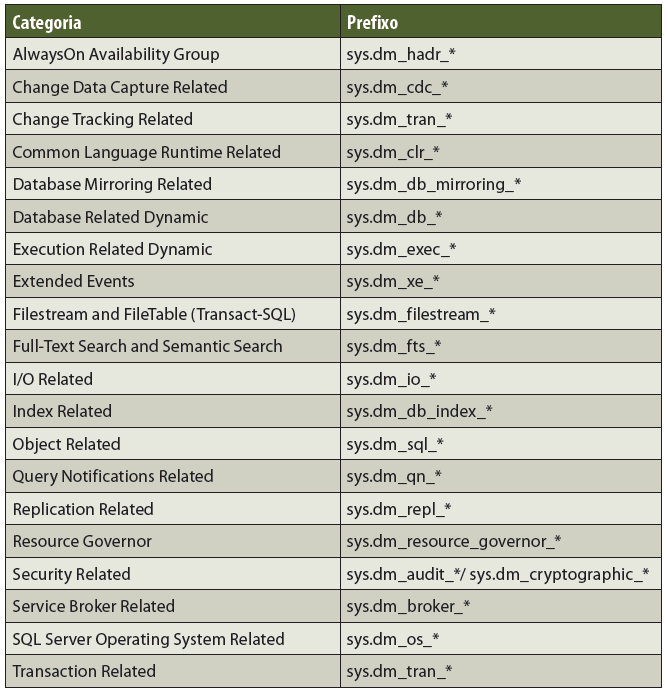 Categoria Prefixo
AlwaysOn Availability Group sys.dm_hadr_*
Change Data Capture Related sys.dm_cdc_*
Change Tracking Related sys.dm_tran_*
Common Language Runtime Related sys.dm_clr_*
Database Mirroring Related sys.dm_db_mirroring_*
Database Related Dynamic sys.dm_db_*
Execution Related Dynamic sys.dm_exec_*
Extended Events sys.dm_xe_*
Filestream and FileTable (Transact-SQL) sys.dm_filestream_*
Full-Text Search and Semantic Search sys.dm_fts_*
I/O Related sys.dm_io_*
Index Related sys.dm_db_index_*
Object Related sys.dm_sql_*
Query Notifications Related sys.dm_qn_*
Replication Related sys.dm_repl_*
Resource Governor sys.dm_resource_governor_*
Security Related sys.dm_audit_*/ sys.dm_cryptographic_*
Service Broker Related sys.dm_broker_*
SQL Server Operating System Related sys.dm_os_*
Transaction Related sys.dm_tran_*